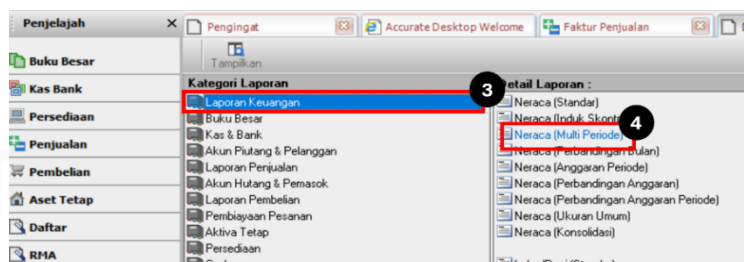 Penjelajah
Pengingat
Accurate Desktop Welcome
Faktur Penjualan
Tampilkan
Buku Besar
Kas Bank
Persediaan
Penjualan
Pembelian
Aset Tetap
Daftar
RMA
Kategori Laporan
Laporan Keuangan
Buku Besar
Kas & Bank
Akun Piutang & Pelanggan
Laporan Penjualan
Akun Hutang & Pemasok
Laporan Pembelian
Pembiayaan Pesanan
Aktiva Tetap
Persediaan
3
Detail Laporan :
Neraca (Standar)
Neraca (Induk Skontro)
4
Neraca (Multi Periode)
Neraca (Perbandingan Bulan)
Neraca (Anggaran Periode)
Neraca (Perbandingan Anggaran)
Neraca (Perbandingan Anggaran Periode)
Neraca (Ukuran Umum)
Neraca (Konsolidasi)